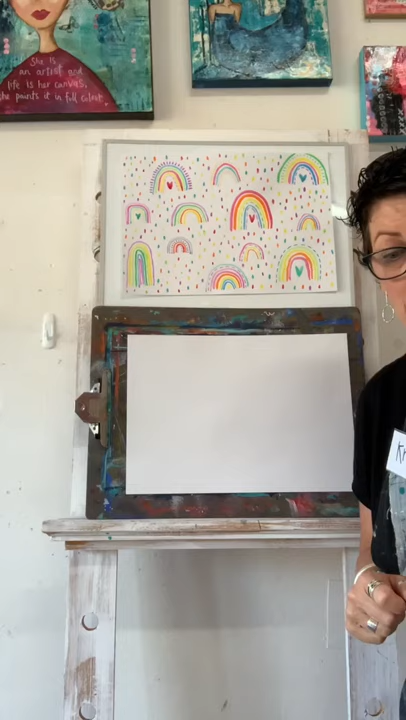 She is
an artist and
life is her canvas,
she paints it in full colour.